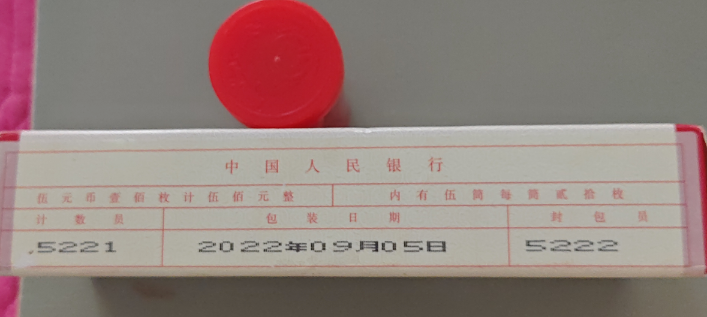 中国人民银行
伍元币壹佰枚计伍佰元整 内有伍筒每筒贰拾枚
计数员 包装日期 封包员
.5221 2022年09月05日 5222